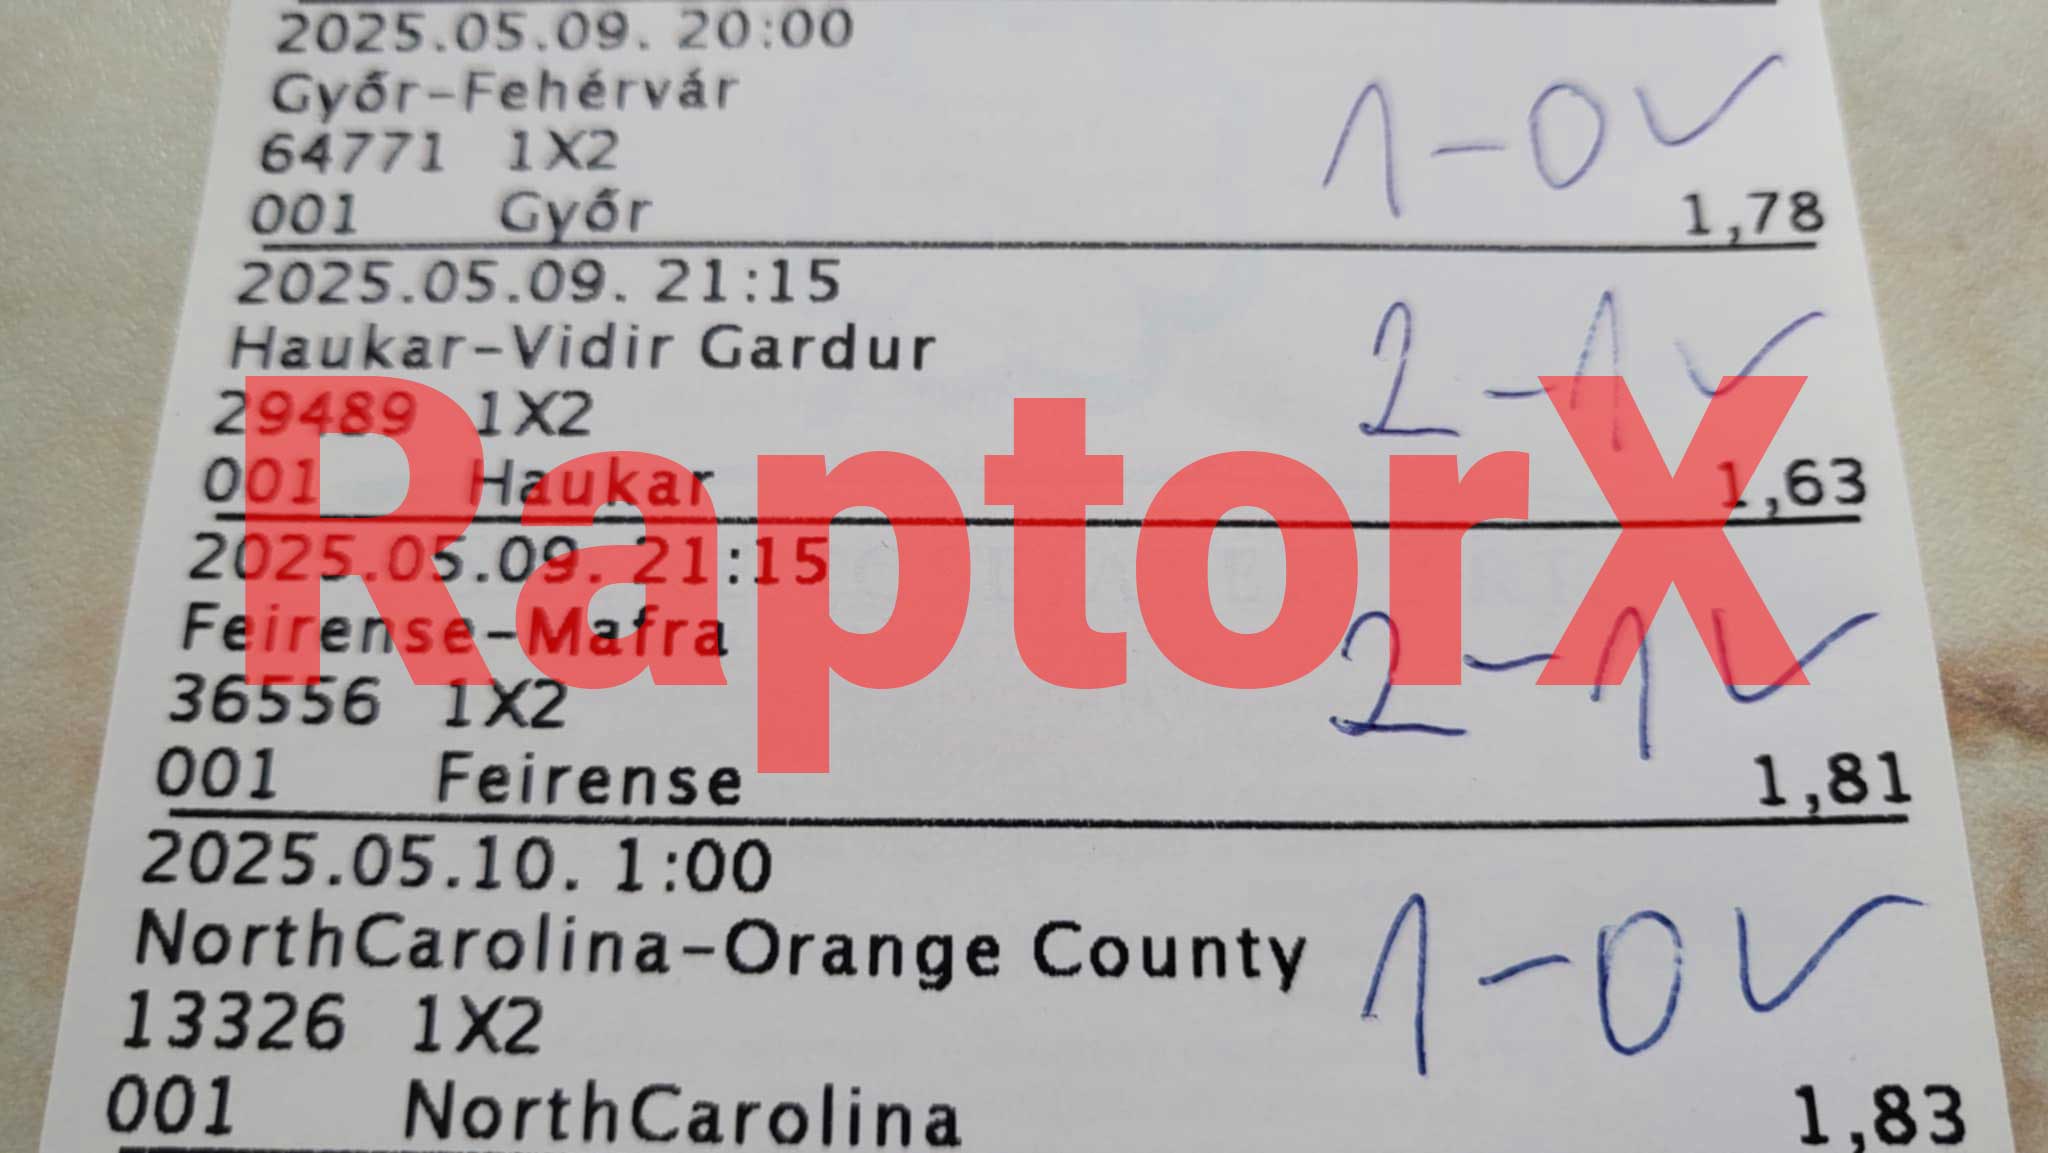 2025.05.09. 20:00
Győr-Fehérvár
64771 1X2
1-0 ✓
001 Győr 1,78
2025.05.09. 21:15
Haukar-Vidir Gardur
29489 1X2
2-1 ✓
001 Haukar 1,63
RaptorX
2025.05.09. 21:15
Feirense-Mafra
36556 1X2
2-1 ✓
001 Feirense 1,81
2025.05.10. 1:00
NorthCarolina-Orange County
1-0 ✓
13326 1X2
001 NorthCarolina 1,83